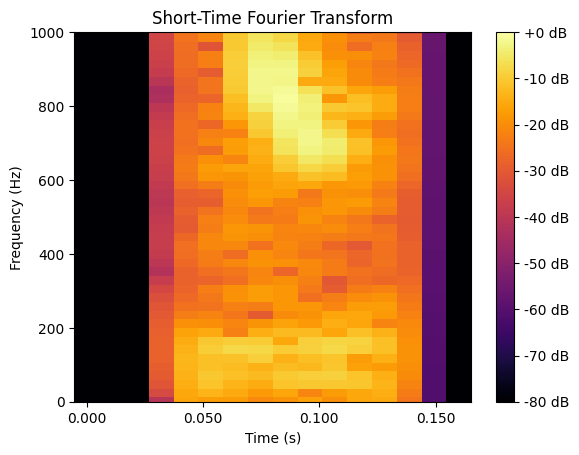 Short-Time Fourier Transform
Frequency (Hz)
1000
800
600
400
200
0
0.000
0.050
0.100
0.150
Time (s)
+0 dB
-10 dB
-20 dB
-30 dB
-40 dB
-50 dB
-60 dB
-70 dB
-80 dB